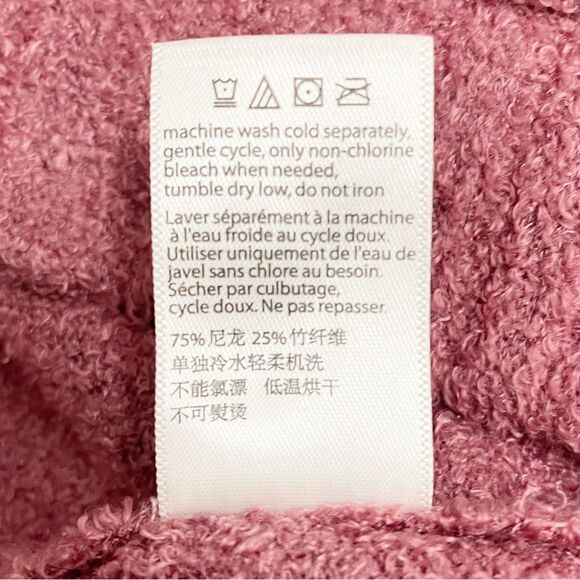 machine wash cold separately,
gentle cycle, only non-chlorine
bleach when needed,
tumble dry low, do not iron
Laver séparément à la machine
à l'eau froide au cycle doux.
Utiliser uniquement de l'eau de
javel sans chlore au besoin.
Sécher par culbutage,
cycle doux. Ne pas repasser.
75%尼龙 25%竹纤维
单独冷水轻柔机洗
不能氯漂 低温烘干
不可熨烫